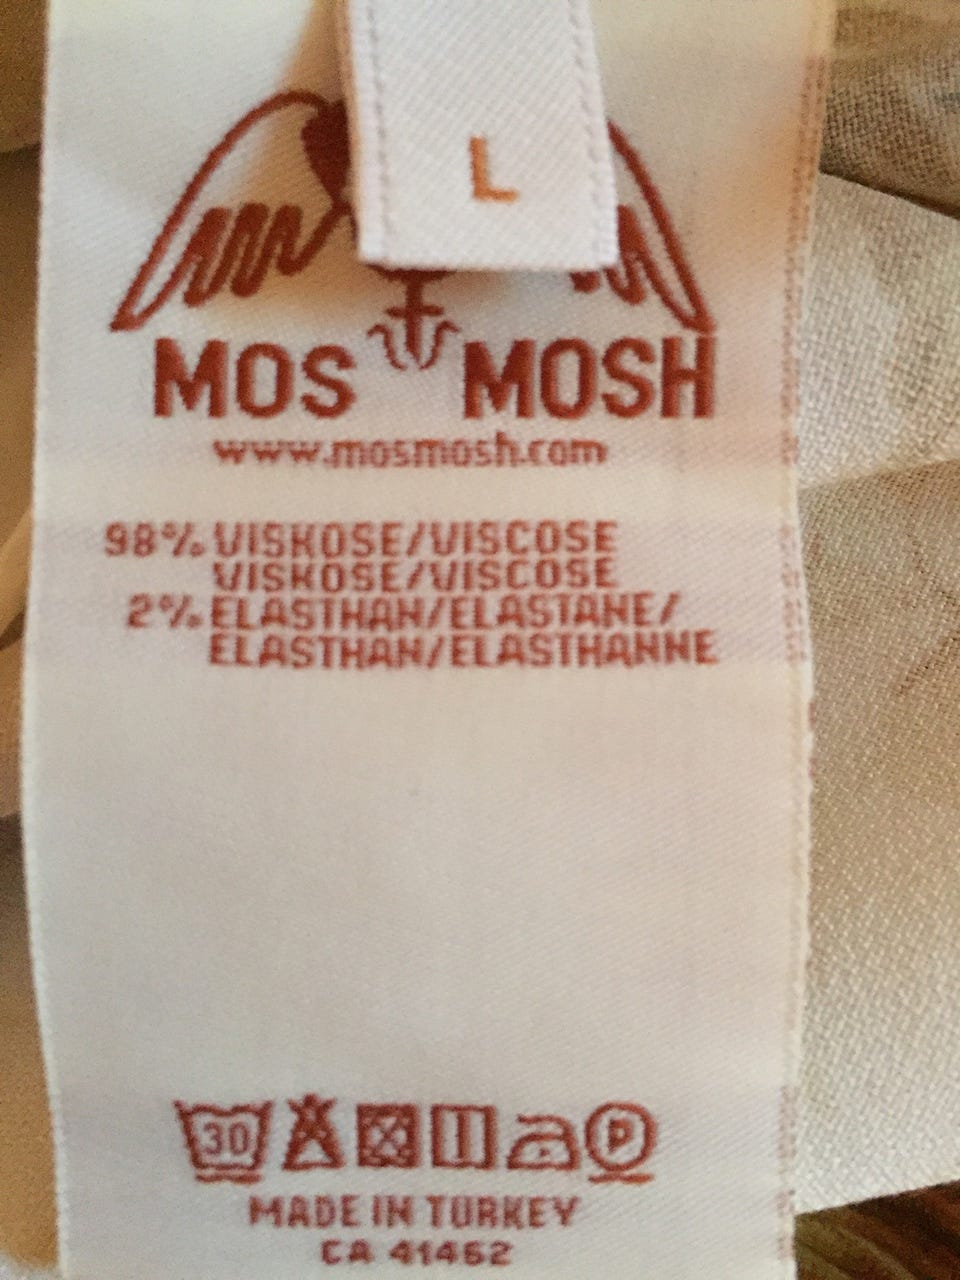 L
MOS MOSH
www.mosmosh.com
98% VISKOSE/VISCOSE
VISKOSE/VISCOSE
2% ELASTHAN/ELASTANE/
ELASTHAN/ELASTHANNE
30 P
MADE IN TURKEY
CA 41462